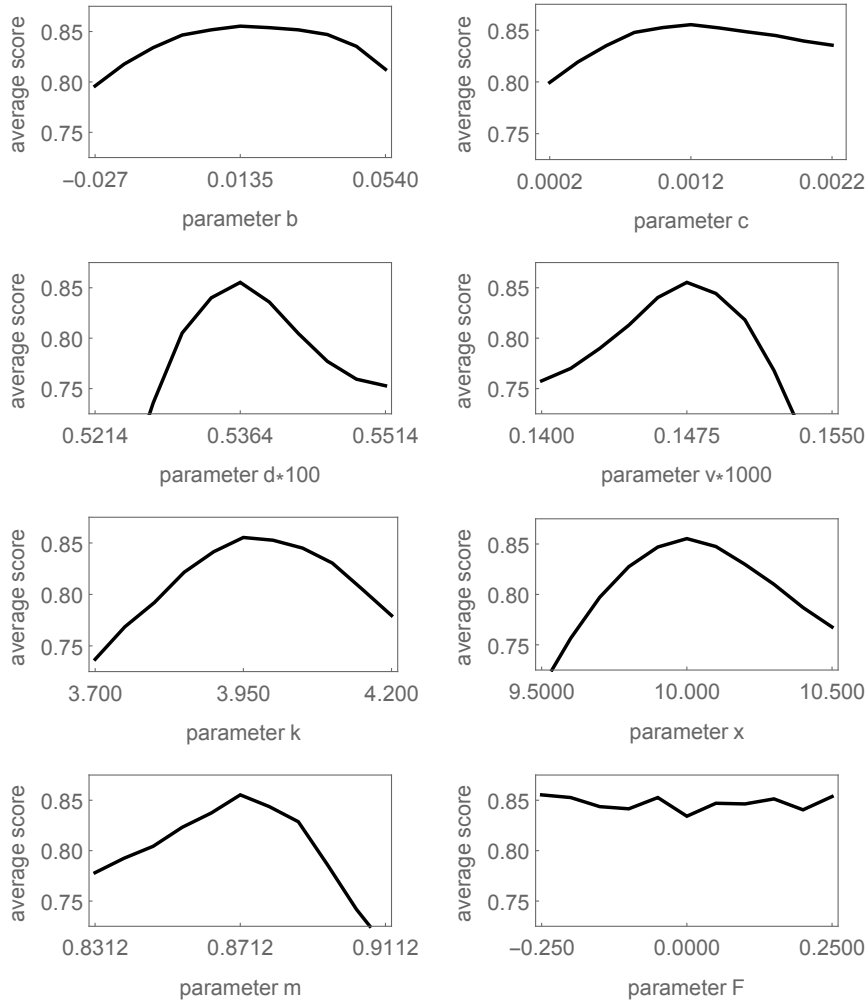 average score
0.85
0.80
0.75
−0.027 0.0135 0.0540
parameter b
average score
0.85
0.80
0.75
0.0002 0.0012 0.0022
parameter c
average score
0.85
0.80
0.75
0.5214 0.5364 0.5514
parameter d*100
average score
0.85
0.80
0.75
0.1400 0.1475 0.1550
parameter v*1000
average score
0.85
0.80
0.75
3.700 3.950 4.200
parameter k
average score
0.85
0.80
0.75
9.5000 10.000 10.500
parameter x
average score
0.85
0.80
0.75
0.8312 0.8712 0.9112
parameter m
average score
0.85
0.80
0.75
−0.250 0.0000 0.2500
parameter F